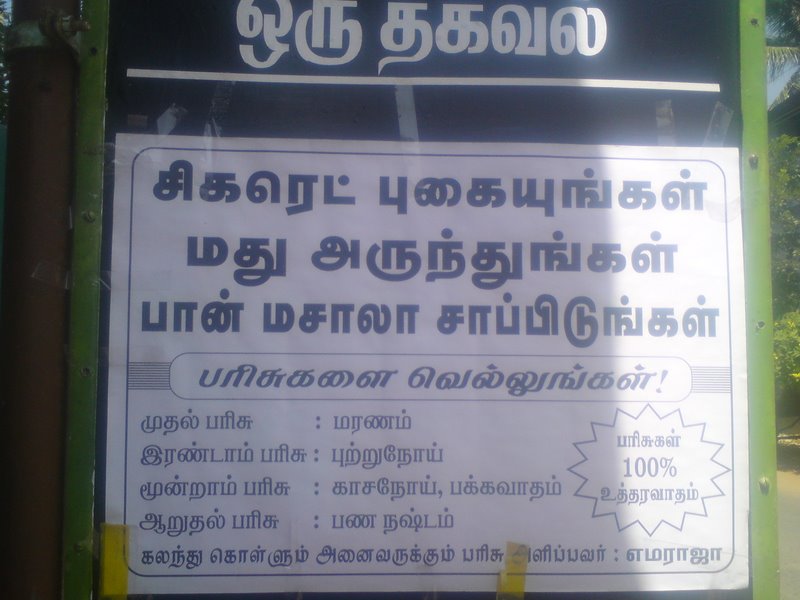 ஒரு தகவல்
சிகரெட் புகையுங்கள்
மது அருந்துங்கள்
பான் மசாலா சாப்பிடுங்கள்
பரிசுகளை வெல்லுங்கள்!
முதல் பரிசு : மரணம்
இரண்டாம் பரிசு : புற்றுநோய்
மூன்றாம் பரிசு : காசநோய், பக்கவாதம்
ஆறுதல் பரிசு : பண நஷ்டம்
பரிசுகள்
100%
உத்தரவாதம்
கலந்து கொள்ளும் அனைவருக்கும் பரிசு அளிப்பவர் : எமராஜா